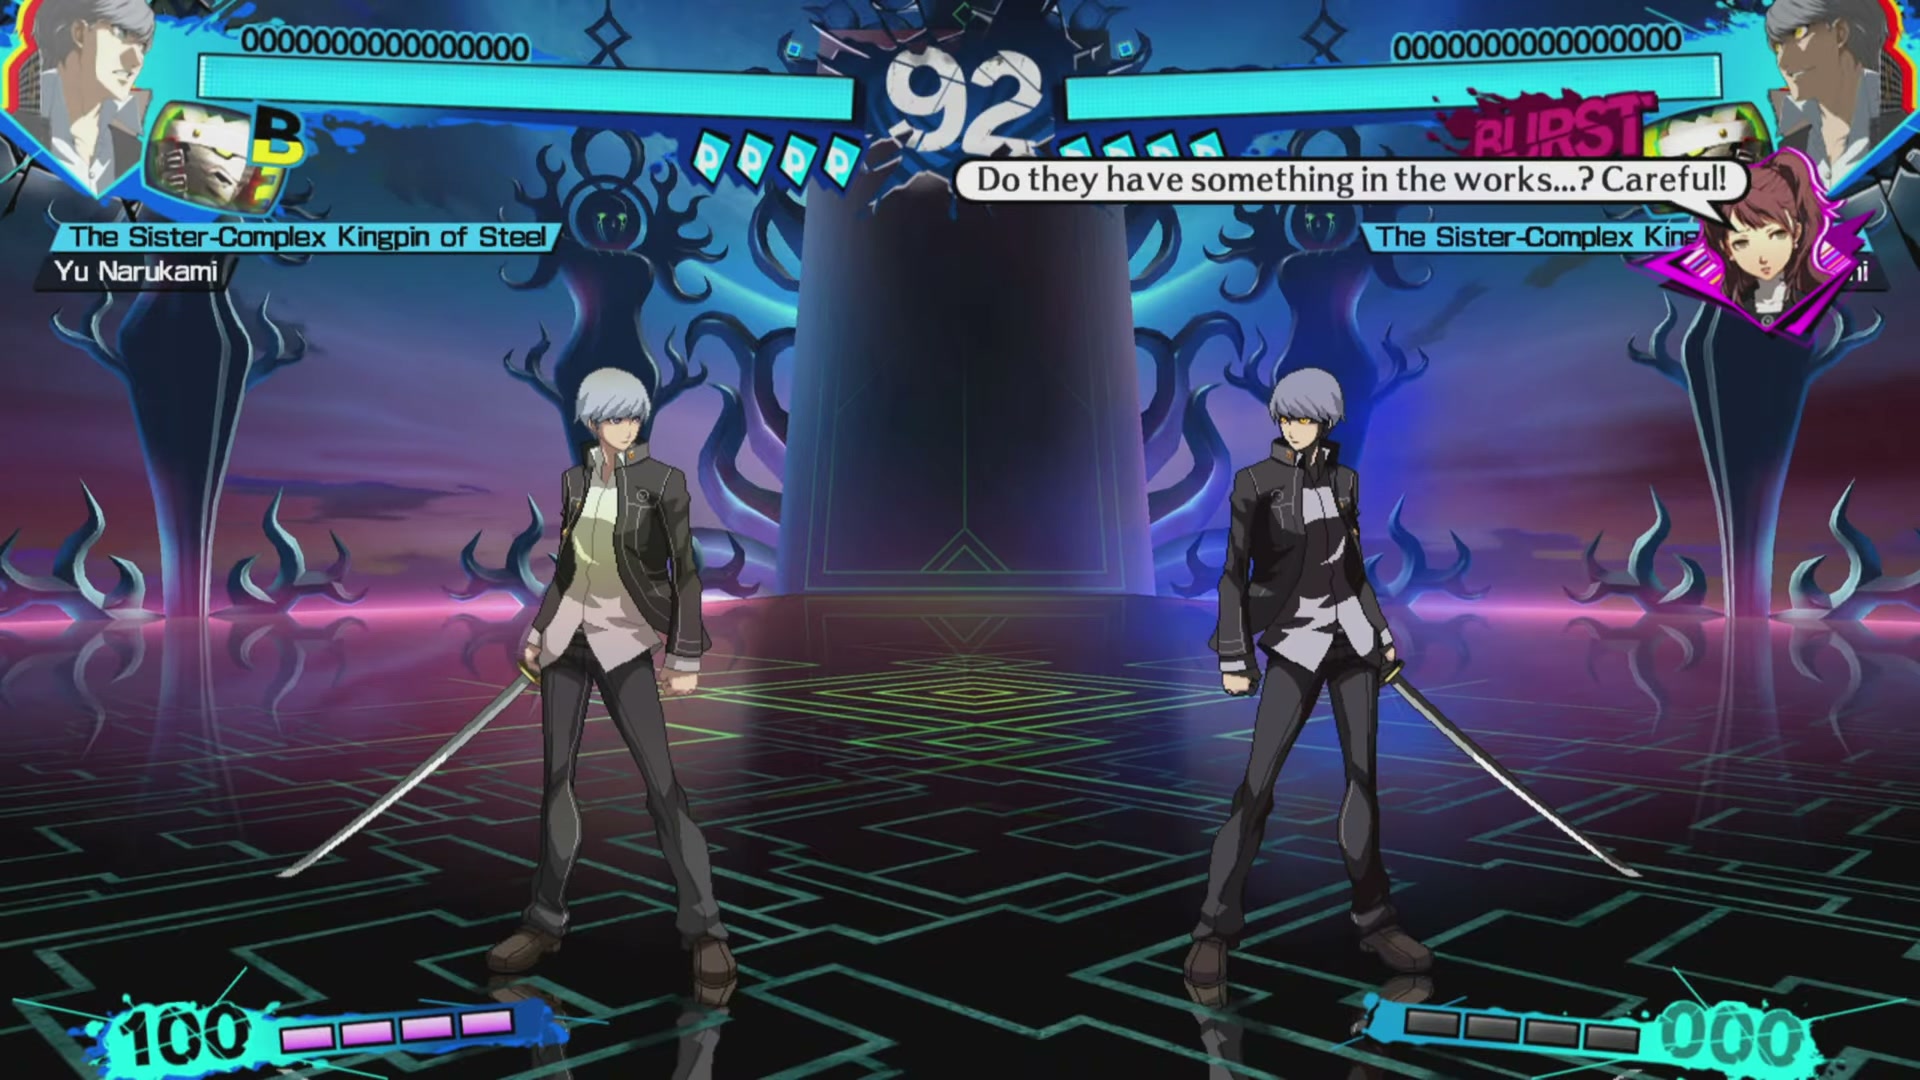 0000000000000000
92
0000000000000000
B
P P P P
P P P P
BURST
Do they have something in the works...? Careful!
The Sister-Complex Kingpin of Steel
The Sister-Complex King
Yu Narukami
mi
100
000